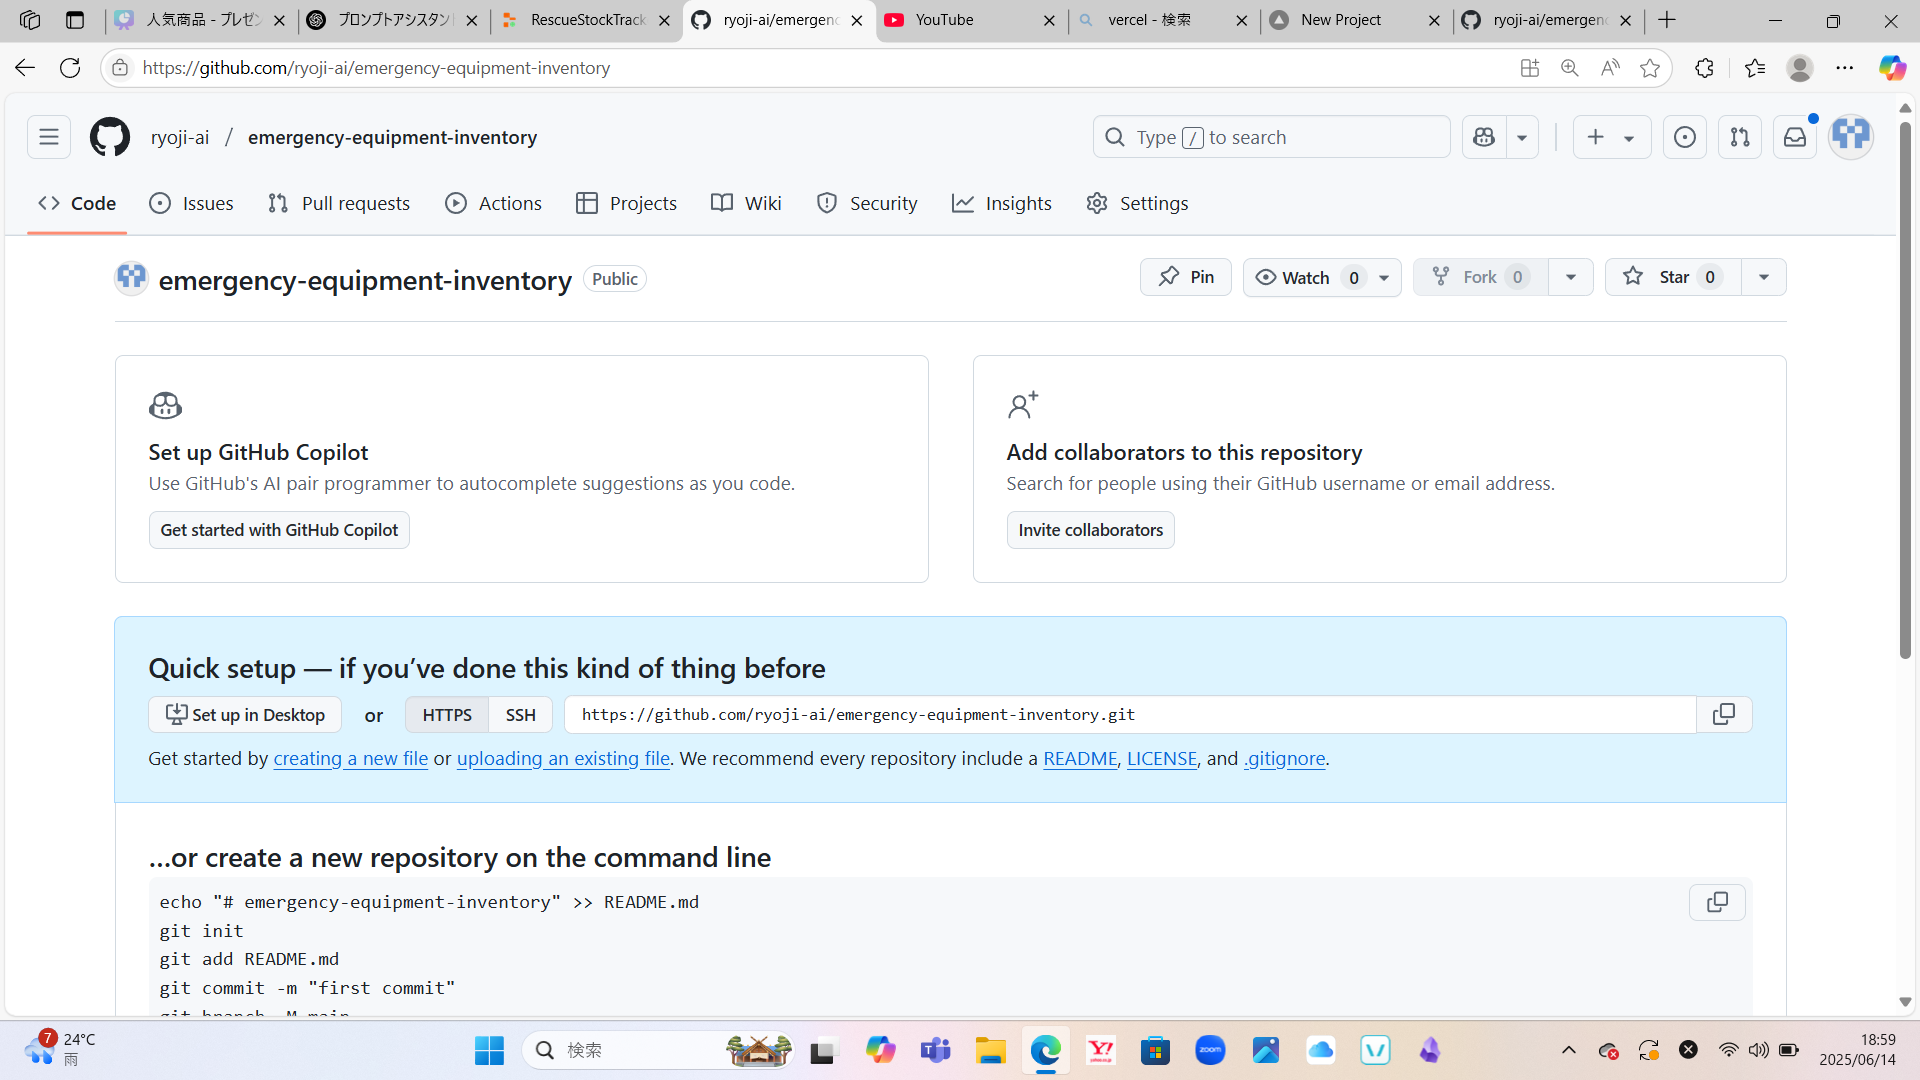 人気商品 - プレゼン
プロンプトアシスタント
RescueStockTrack
ryoji-ai/emergenc
YouTube
vercel - 検索
New Project
ryoji-ai/emergenc
https://github.com/ryoji-ai/emergency-equipment-inventory
ryoji-ai / emergency-equipment-inventory
Type / to search
Code
Issues
Pull requests
Actions
Projects
Wiki
Security
Insights
Settings
emergency-equipment-inventory Public
Pin
Watch 0
Fork 0
Star 0
Set up GitHub Copilot
Use GitHub's AI pair programmer to autocomplete suggestions as you code.
Get started with GitHub Copilot
Add collaborators to this repository
Search for people using their GitHub username or email address.
Invite collaborators
Quick setup — if you’ve done this kind of thing before
Set up in Desktop or HTTPS SSH https://github.com/ryoji-ai/emergency-equipment-inventory.git
Get started by creating a new file or uploading an existing file. We recommend every repository include a README, LICENSE, and .gitignore.
…or create a new repository on the command line
echo "# emergency-equipment-inventory" >> README.md
git init
git add README.md
git commit -m "first commit"
git branch -M main
7
24°C
雨
検索
zoom
18:59
2025/06/14